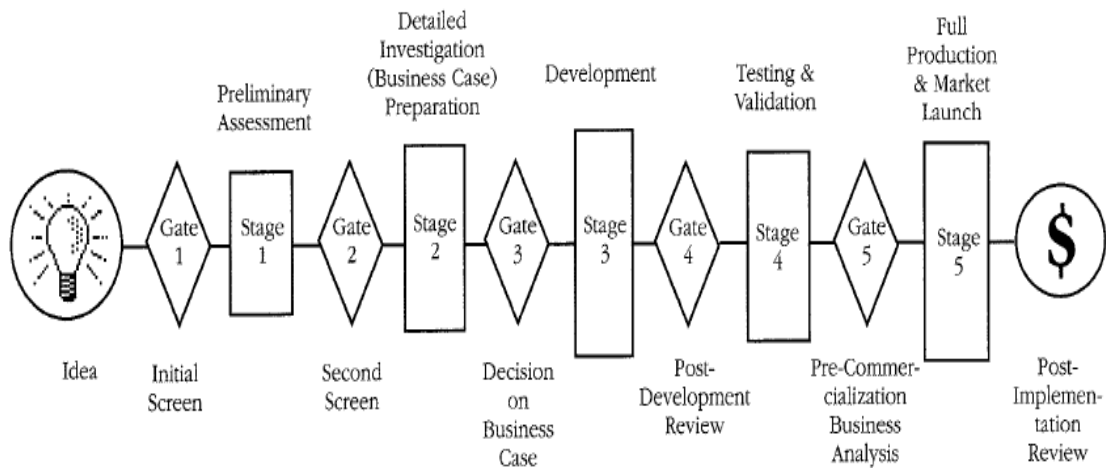 Preliminary
Assessment
Detailed
Investigation
(Business Case)
Preparation
Development
Testing &
Validation
Full
Production
& Market
Launch
Gate
1
Stage
1
Gate
2
Stage
2
Gate
3
Stage
3
Gate
4
Stage
4
Gate
5
Stage
5
$
Idea
Initial
Screen
Second
Screen
Decision
on
Business
Case
Post-
Development
Review
Pre-Commer-
cialization
Business
Analysis
Post-
Implemen-
tation
Review